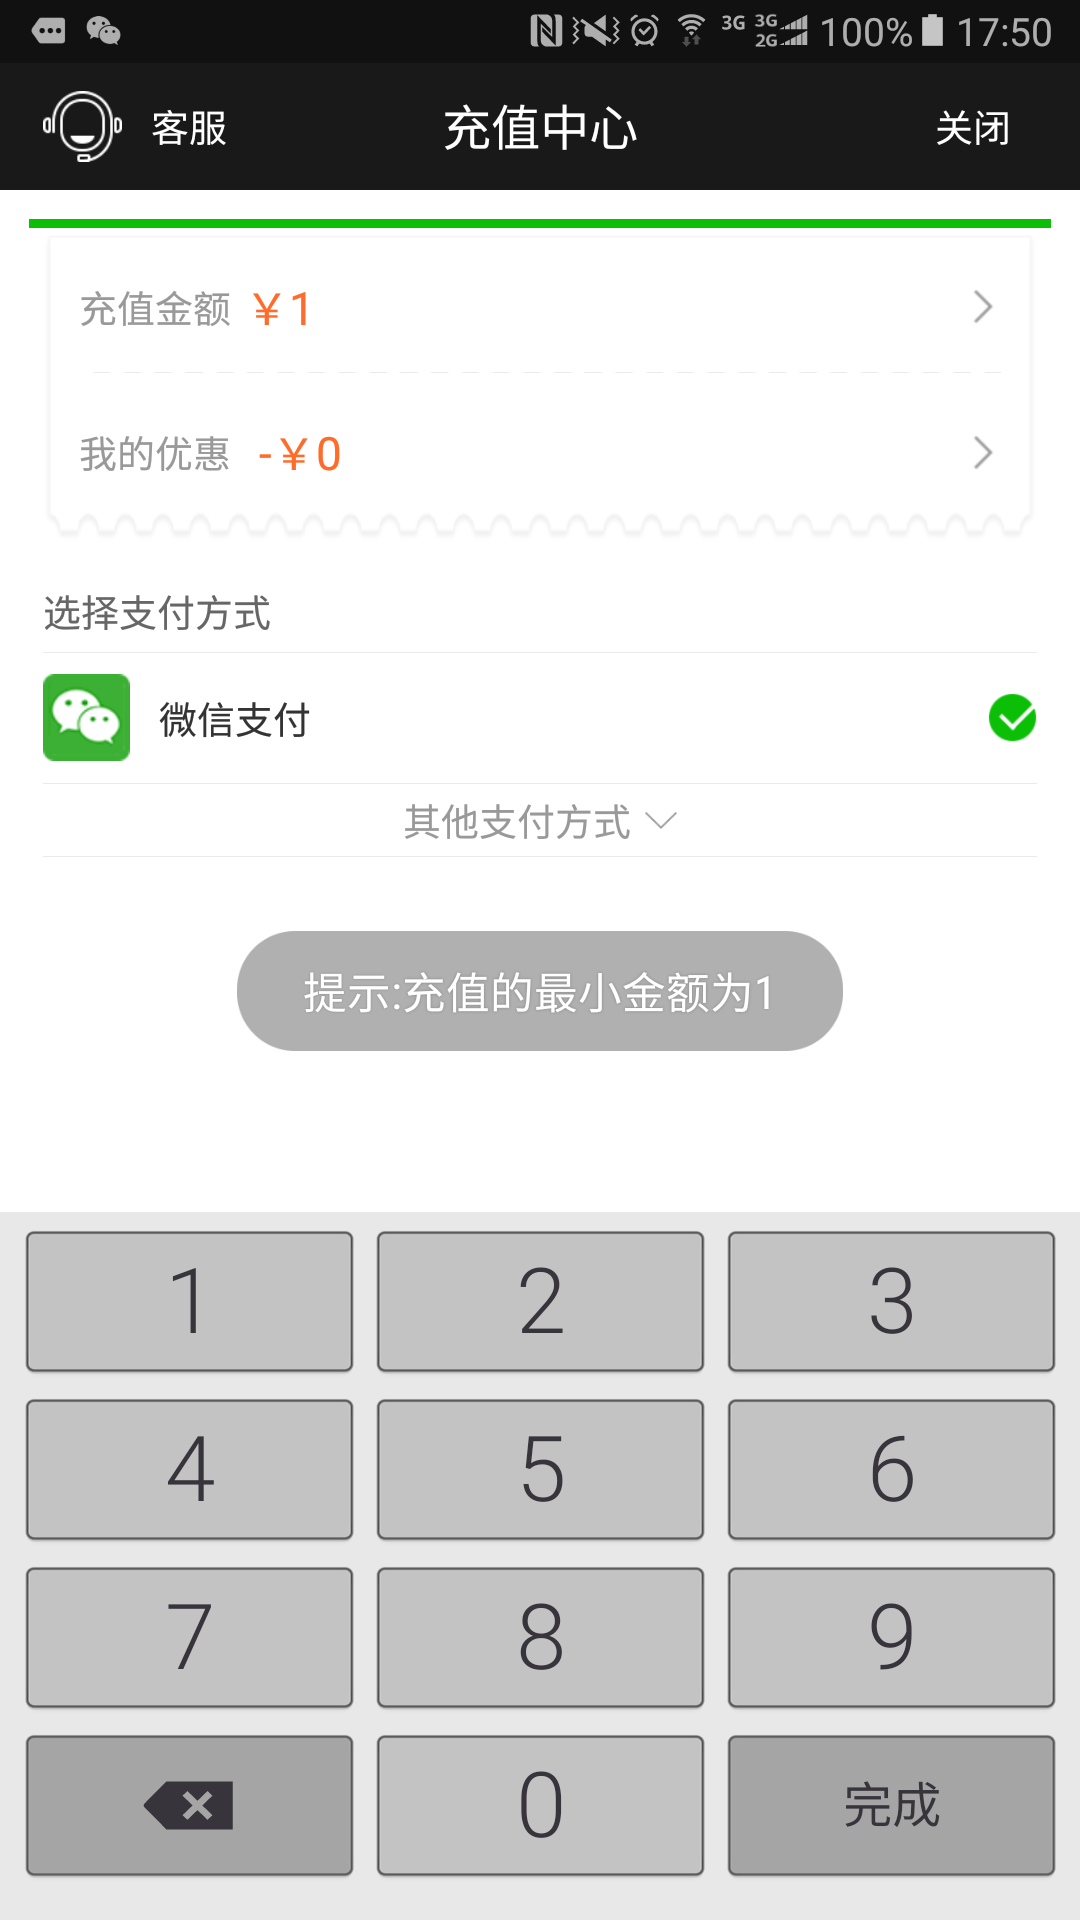 3G 3G 2G 100% 17:50
客服 充值中心 关闭
充值金额 ¥1
我的优惠 -¥0
选择支付方式
微信支付
其他支付方式
提示:充值的最小金额为1
1 2 3
4 5 6
7 8 9
0 完成